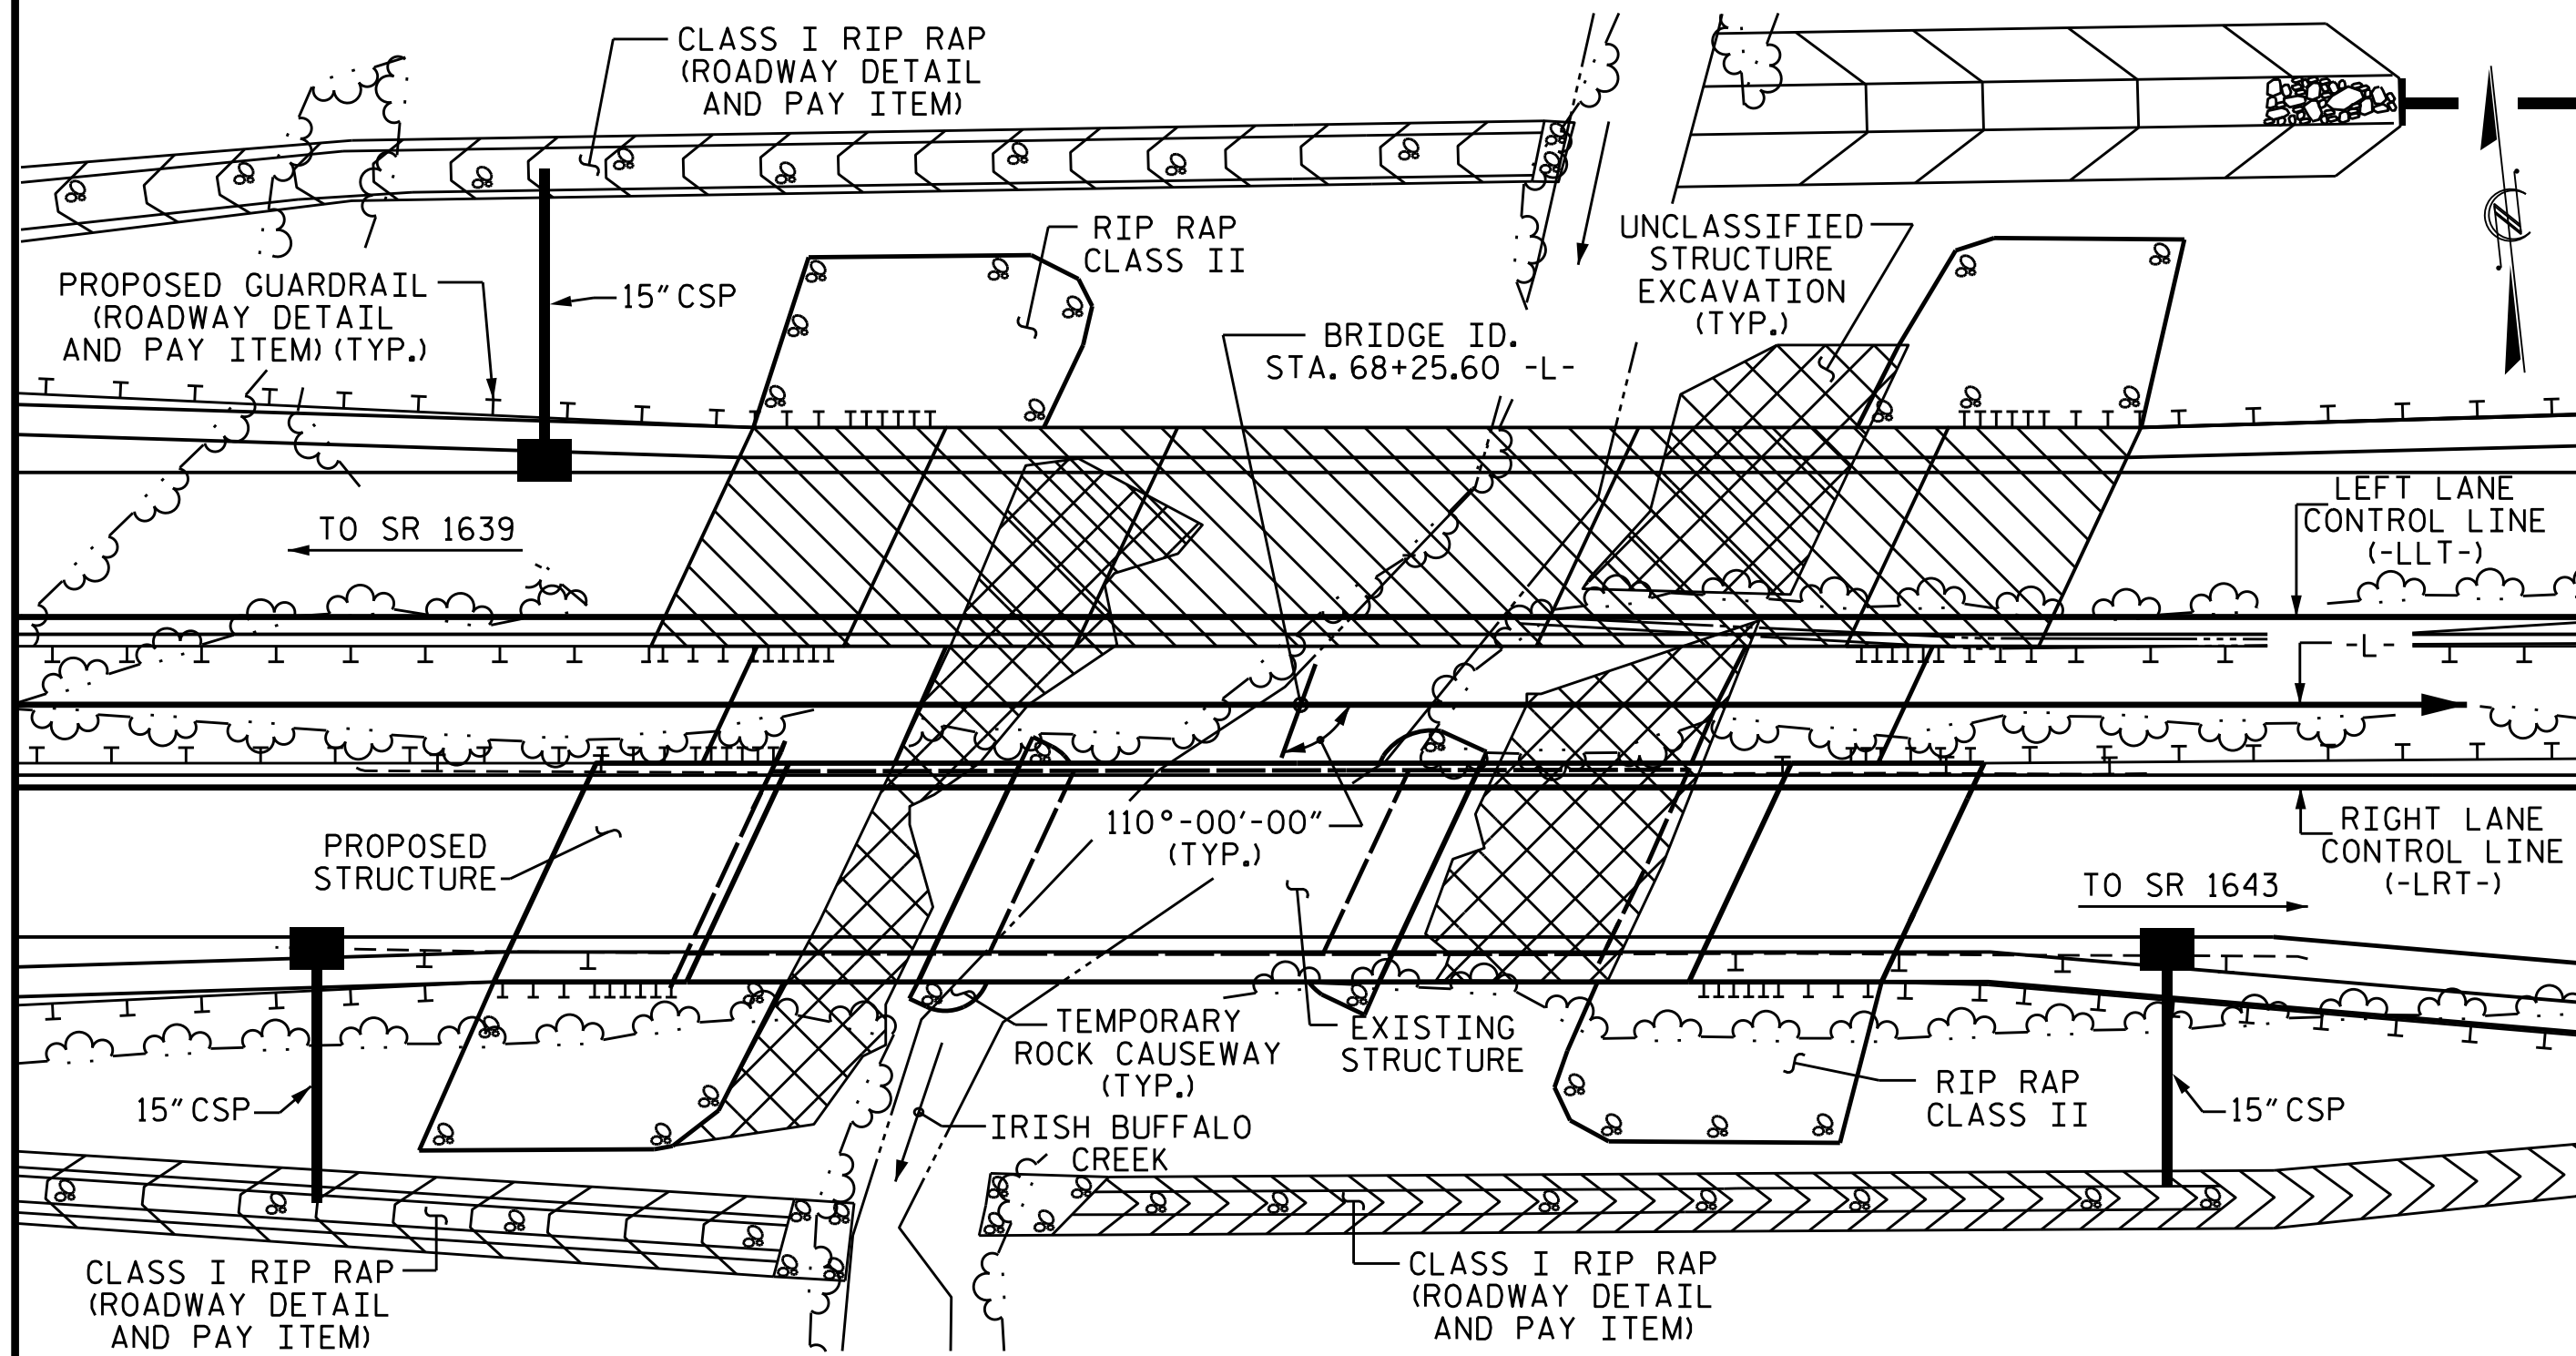 CLASS I RIP RAP
(ROADWAY DETAIL
AND PAY ITEM)
RIP RAP
CLASS II
UNCLASSIFIED
STRUCTURE
EXCAVATION
(TYP.)
PROPOSED GUARDRAIL
(ROADWAY DETAIL
AND PAY ITEM) (TYP.)
15" CSP
BRIDGE ID.
STA. 68+25.60 -L-
TO SR 1639
LEFT LANE
CONTROL LINE
(-LLT-)
-L-
110°-00'-00"
(TYP.)
PROPOSED
STRUCTURE
RIGHT LANE
CONTROL LINE
(-LRT-)
TO SR 1643
TEMPORARY
ROCK CAUSEWAY
(TYP.)
EXISTING
STRUCTURE
15" CSP
IRISH BUFFALO
CREEK
RIP RAP
CLASS II
15" CSP
CLASS I RIP RAP
(ROADWAY DETAIL
AND PAY ITEM)
CLASS I RIP RAP
(ROADWAY DETAIL
AND PAY ITEM)